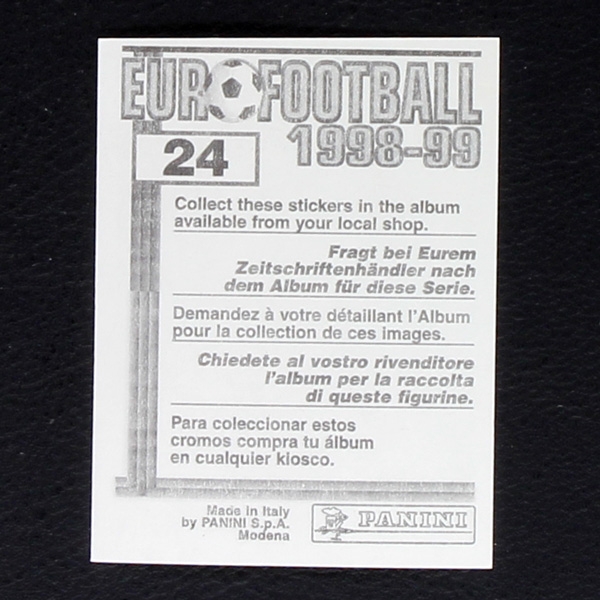 EUROFOOTBALL
1998-99
24
Collect these stickers in the album
available from your local shop.
Fragt bei Eurem
Zeitschriftenhändler nach
dem Album für diese Serie.
Demandez à votre détaillant l'Album
pour la collection de ces images.
Chiedete al vostro rivenditore
l'album per la raccolta
di queste figurine.
Para coleccionar estos
cromos compra tu álbum
en cualquier kiosco.
Made in Italy
by PANINI S.p.A.
Modena
PANINI